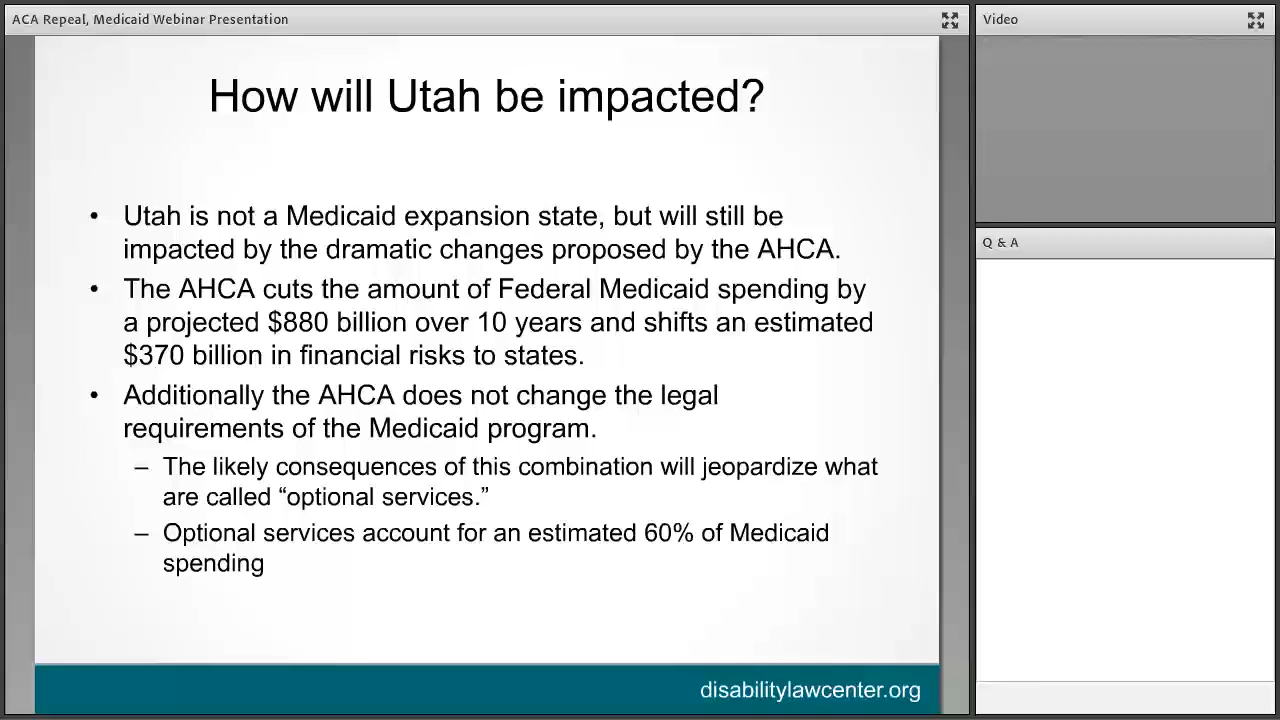 ACA Repeal, Medicaid Webinar Presentation
Video
Q & A
How will Utah be impacted?
• Utah is not a Medicaid expansion state, but will still be
impacted by the dramatic changes proposed by the AHCA.
• The AHCA cuts the amount of Federal Medicaid spending by
a projected $880 billion over 10 years and shifts an estimated
$370 billion in financial risks to states.
• Additionally the AHCA does not change the legal
requirements of the Medicaid program.
– The likely consequences of this combination will jeopardize what
are called “optional services.”
– Optional services account for an estimated 60% of Medicaid
spending
disabilitylawcenter.org